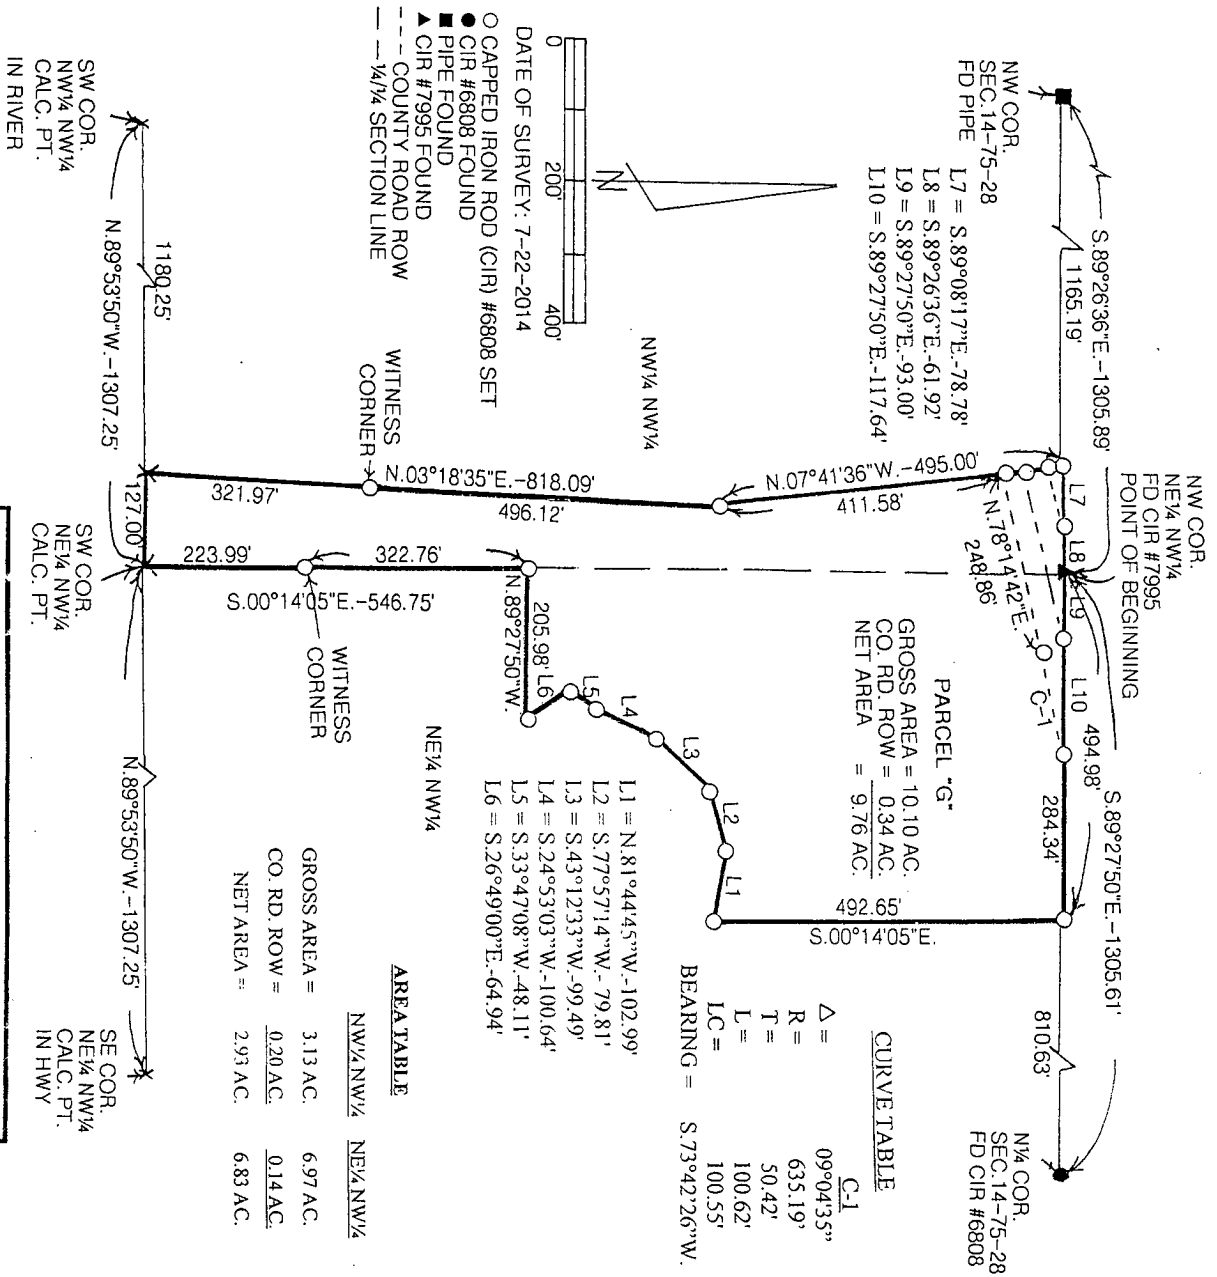 NW COR.
SEC.14-75-28
FD PIPE
S.89°26'36"E.-1305.89'
1165.19'
NW COR.
NE¼ NW¼
FD CIR #7995
POINT OF BEGINNING
494.98'
S.89°27'50"E.-1305.61'
810.63'
N¼ COR.
SEC.14-75-28
FD CIR #6808
L7
L8
L9
L10
284.34'
L7 = S.89°08'17"E.-78.78'
L8 = S.89°26'36"E.-61.92'
L9 = S.89°27'50"E.-93.00'
L10 = S.89°27'50"E.-117.64'
N.78°14'42"E.
248.86'
C-1
N.07°41'36"W.-495.00'
411.58'
PARCEL "G"
GROSS AREA = 10.10 AC.
CO. RD. ROW = 0.34 AC.
NET AREA = 9.76 AC.
492.65'
S.00°14'05"E.
CURVE TABLE
C-1
△= 09°04'35"
R= 635.19'
T= 50.42'
L= 100.62'
LC= 100.55'
BEARING = S.73°42'26"W.
NW¼ NW¼
N
0
200'
400'
DATE OF SURVEY: 7-22-2014
○ CAPPED IRON ROD (CIR) #6808 SET
● CIR #6808 FOUND
■ PIPE FOUND
▲ CIR #7995 FOUND
--- COUNTY ROAD ROW
— — ¼/¼ SECTION LINE
L1
L2
L3
L4
L5
L6
L1 = N.81°44'45"W.-102.99'
L2 = S.77°57'14"W.- 79.81'
L3 = S.43°12'33"W.-99.49'
L4 = S.24°53'03"W.-100.64'
L5 = S.33°47'08"W.-48.11'
L6 = S.26°49'00"E.-64.94'
205.98'
N.89°27'50"W.
N.03°18'35"E.-818.09'
496.12'
321.97'
WITNESS
CORNER
322.76'
223.99'
S.00°14'05"E.-546.75'
WITNESS
CORNER
NE¼ NW¼
AREA TABLE
NW¼NW¼ NE¼NW¼
GROSS AREA = 3.13 AC. 6.97 AC.
CO. RD. ROW = 0.20 AC. 0.14 AC.
NET AREA = 2.93 AC. 6.83 AC.
1180.25'
N.89°53'50"W.-1307.25'
127.00'
N.89°53'50"W.-1307.25'
SW COR.
NW¼ NW¼
CALC. PT.
IN RIVER
SW COR.
NE¼ NW¼
CALC. PT.
SE COR.
NE¼ NW¼
CALC. PT.
IN HWY